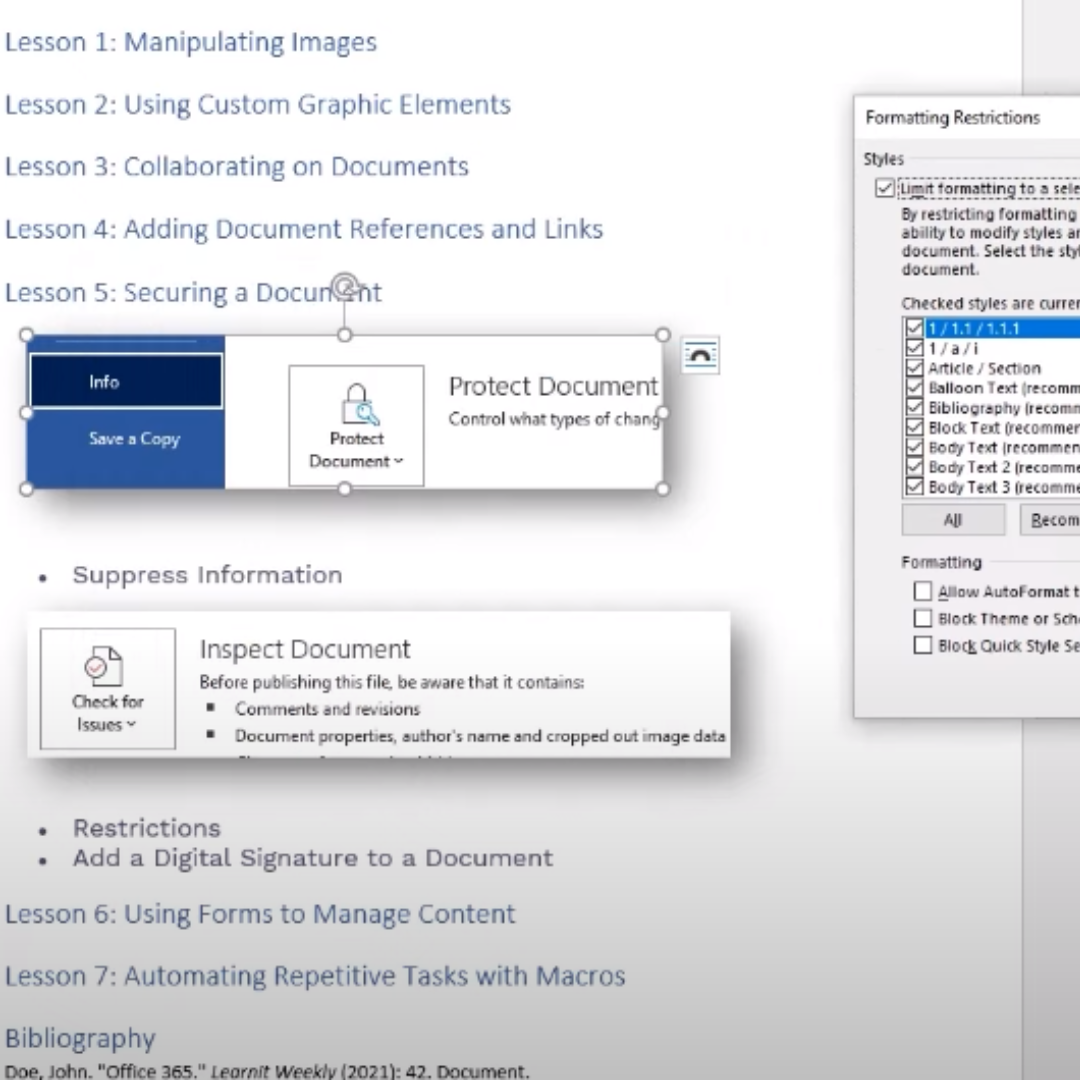 Lesson 1: Manipulating Images
Lesson 2: Using Custom Graphic Elements
Lesson 3: Collaborating on Documents
Lesson 4: Adding Document References and Links
Lesson 5: Securing a Document
Info
Save a Copy
Protect
Document
Protect Document
Control what types of chang
Suppress Information
Check for
Issues
Inspect Document
Before publishing this file, be aware that it contains:
Comments and revisions
Document properties, author's name and cropped out image data
Restrictions
Add a Digital Signature to a Document
Lesson 6: Using Forms to Manage Content
Lesson 7: Automating Repetitive Tasks with Macros
Bibliography
Doe, John. "Office 365." Learnit Weekly (2021): 42. Document.
Formatting Restrictions
Styles
Limit formatting to a sele
By restricting formatting
ability to modify styles
document. Select the
document.
Checked styles are curren
1 / 1.1 / 1.1.1
1 / a / i
Article / Section
Balloon Text (recomm
Bibliography (recomm
Block Text (recommen
Body Text (recommen
Body Text 2 (recomme
Body Text 3 (recomme
All
Recom
Formatting
Allow AutoFormat t
Block Theme or Sch
Block Quick Style Se